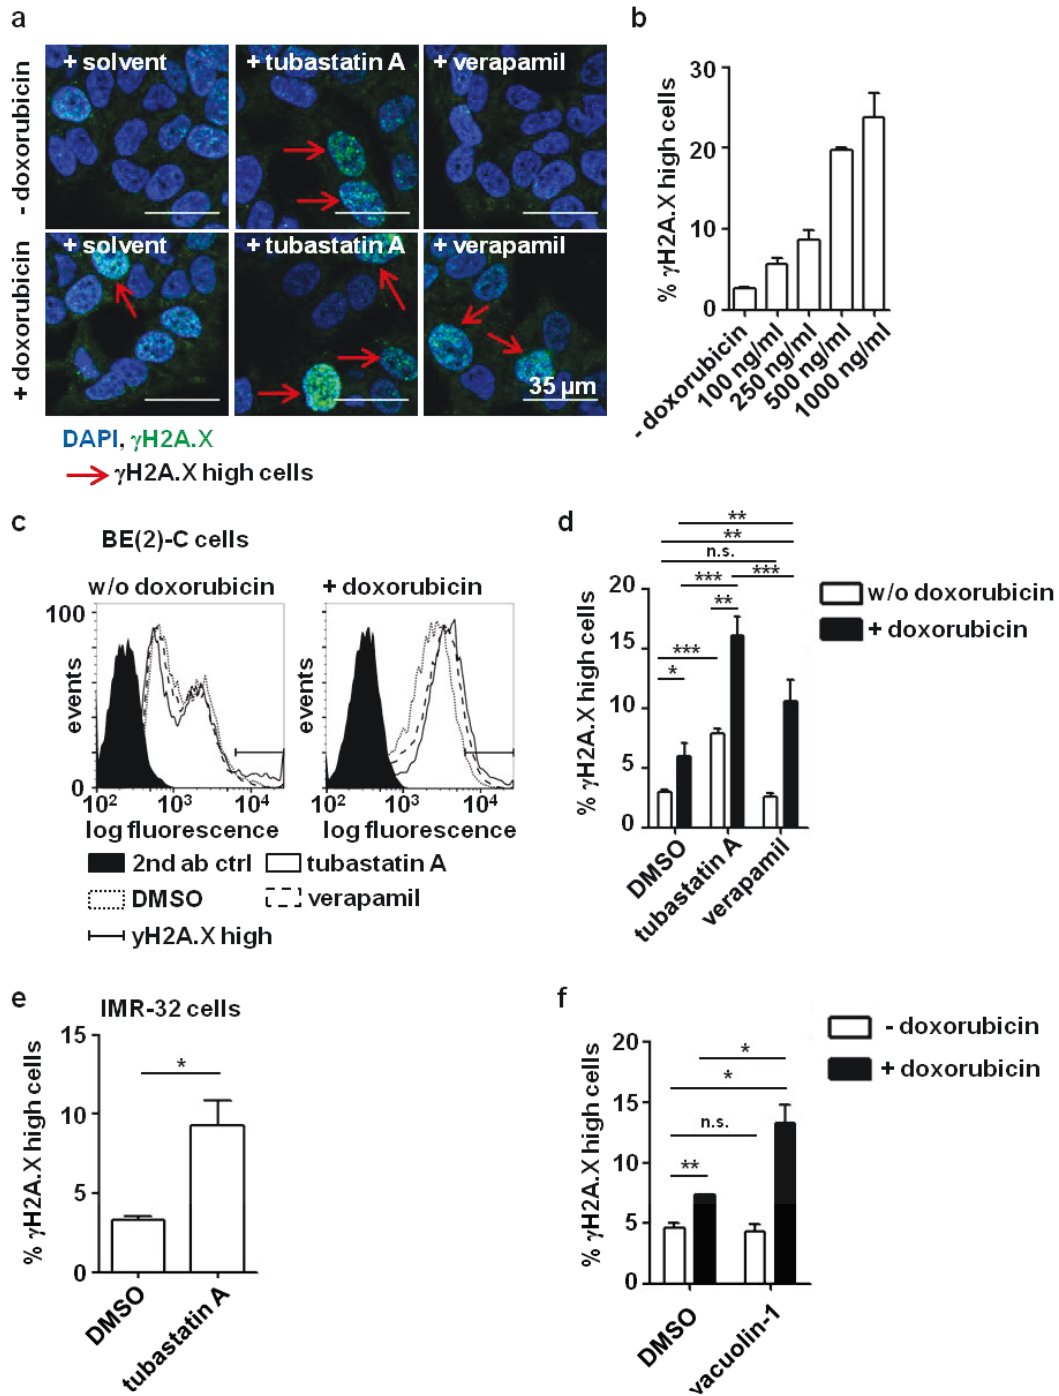 a
- doxorubicin
+ solvent
+ tubastatin A
+ verapamil
+ doxorubicin
+ solvent
+ tubastatin A
+ verapamil
35 µm
DAPI, γH2A.X
γH2A.X high cells
b
% γH2A.X high cells
30
20
10
0
- doxorubicin
100 ng/ml
250 ng/ml
500 ng/ml
1000 ng/ml
c
BE(2)-C cells
w/o doxorubicin
+ doxorubicin
events
100
0
10² 10³ 10⁴
log fluorescence
events
0
10² 10³ 10⁴
log fluorescence
2nd ab ctrl
tubastatin A
DMSO
verapamil
yH2A.X high
d
**
**
n.s.
***
***
**
***
*
% γH2A.X high cells
20
15
10
5
0
DMSO
tubastatin A
verapamil
w/o doxorubicin
+ doxorubicin
e
IMR-32 cells
% γH2A.X high cells
15
10
5
0
*
DMSO
tubastatin A
f
% γH2A.X high cells
20
15
10
5
0
*
*
n.s.
**
DMSO
vacuolin-1
- doxorubicin
+ doxorubicin